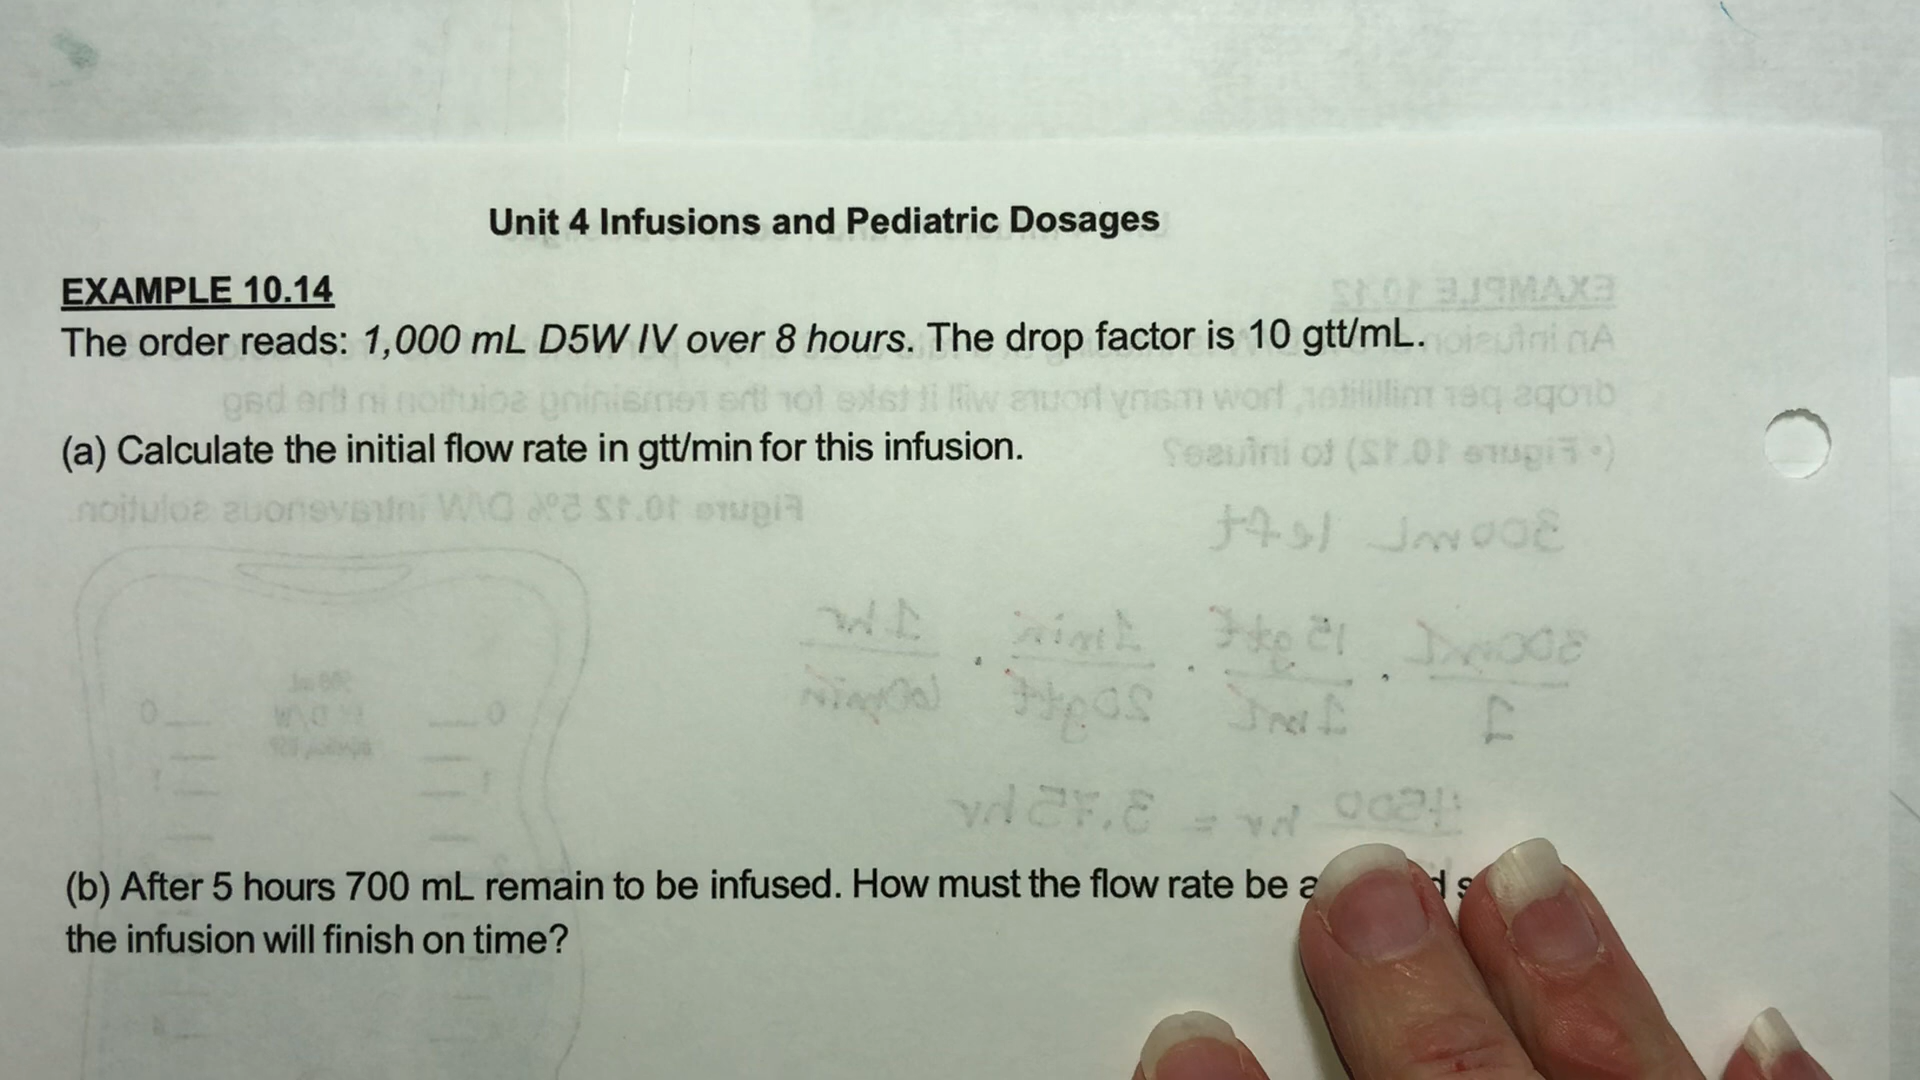 Unit 4 Infusions and Pediatric Dosages
EXAMPLE 10.14
The order reads: 1,000 mL D5W IV over 8 hours. The drop factor is 10 gtt/mL.
(a) Calculate the initial flow rate in gtt/min for this infusion.
(b) After 5 hours 700 mL remain to be infused. How must the flow rate be
the infusion will finish on time?